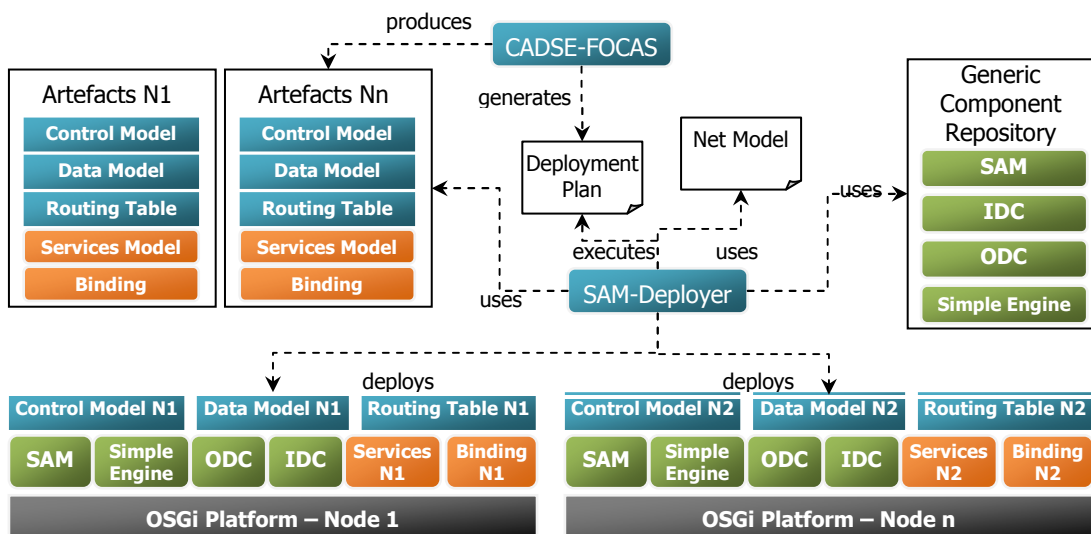 produces
CADSE-FOCAS
generates
Artefacts N1
Control Model
Data Model
Routing Table
Services Model
Binding
Artefacts Nn
Control Model
Data Model
Routing Table
Services Model
Binding
Deployment
Plan
Net Model
Generic
Component
Repository
SAM
IDC
ODC
Simple Engine
uses
executes
uses
uses
SAM-Deployer
deploys
deploys
Control Model N1
Data Model N1
Routing Table N1
SAM
Simple
Engine
ODC
IDC
Services
N1
Binding
N1
OSGi Platform – Node 1
Control Model N2
Data Model N2
Routing Table N2
SAM
Simple
Engine
ODC
IDC
Services
N2
Binding
N2
OSGi Platform – Node n